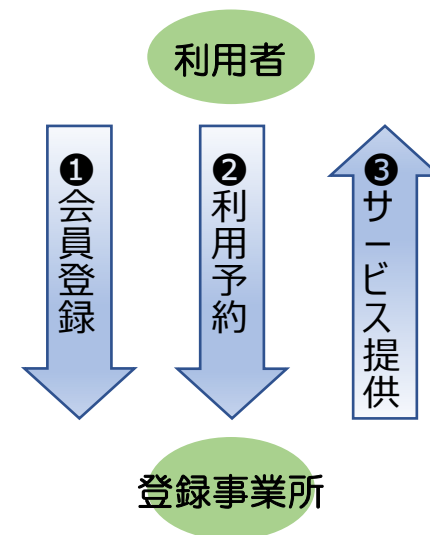 利用者
❶会員登録
❷利用予約
❸サービス提供
登録事業所